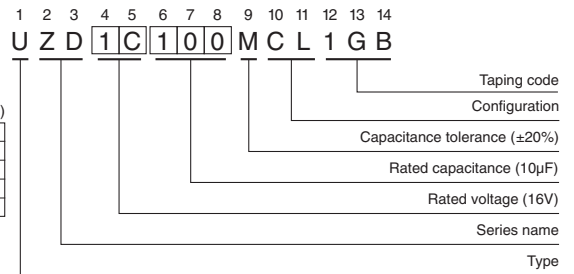 1 2 3 4 5 6 7 8 9 10 11 12 13 14
U Z D 1 C 1 0 0 M C L 1 G B
Taping code
Configuration
)
Capacitance tolerance (±20%)
Rated capacitance (10µF)
Rated voltage (16V)
Series name
Type